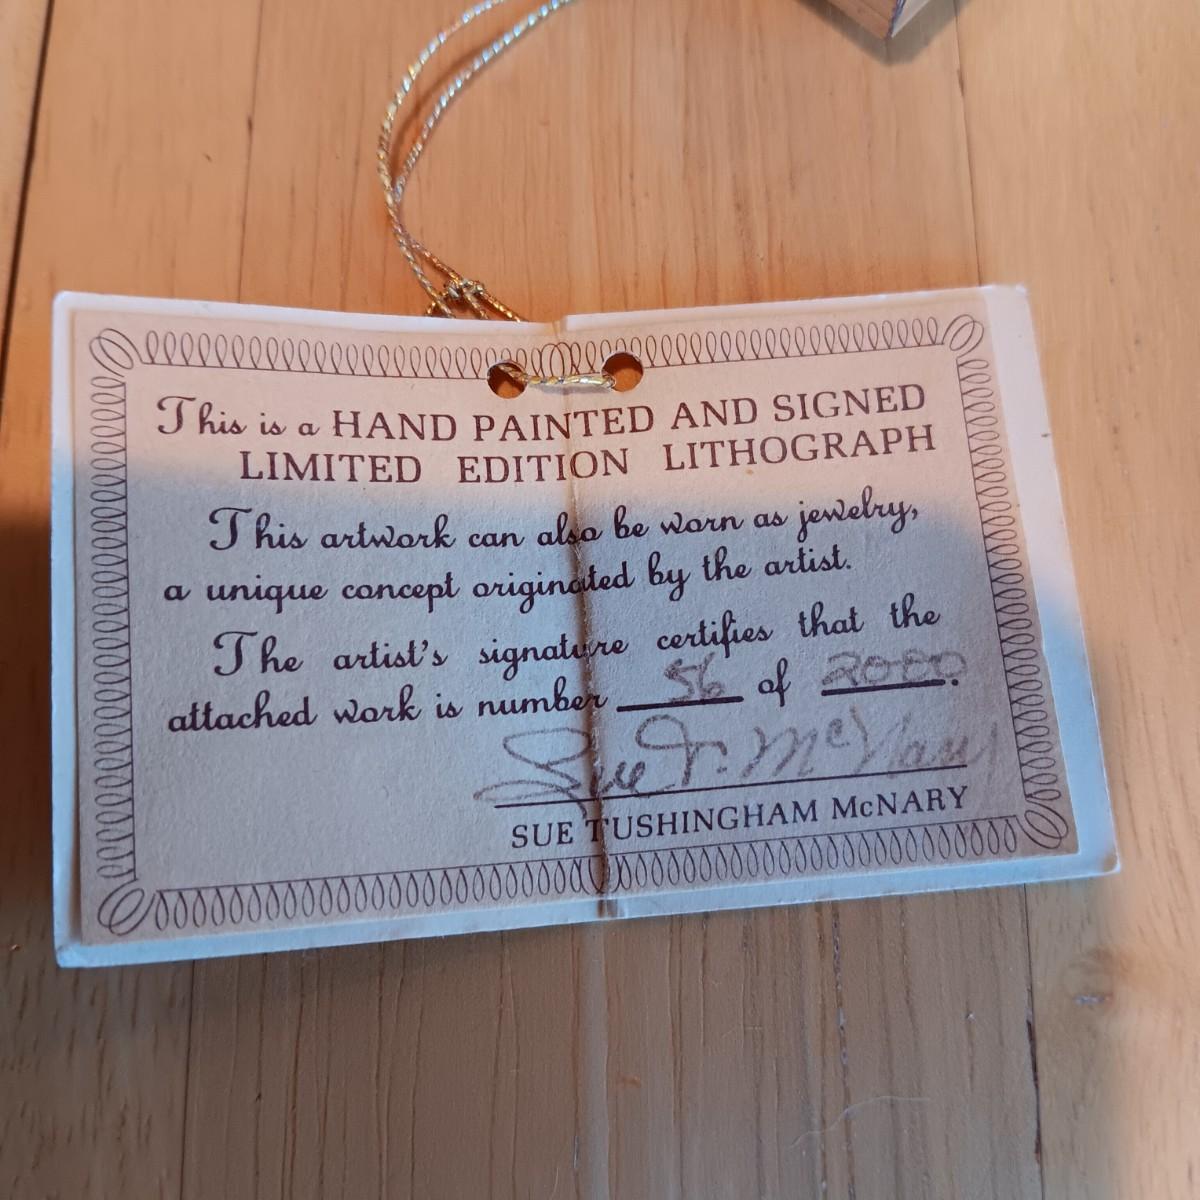 This is a HAND PAINTED AND SIGNED
LIMITED EDITION LITHOGRAPH
This artwork can also be worn as jewelry,
a unique concept originated by the artist.
The artist's signature certifies that the
attached work is number 56 of 2000.
Sue T. McNary
SUE TUSHINGHAM McNARY